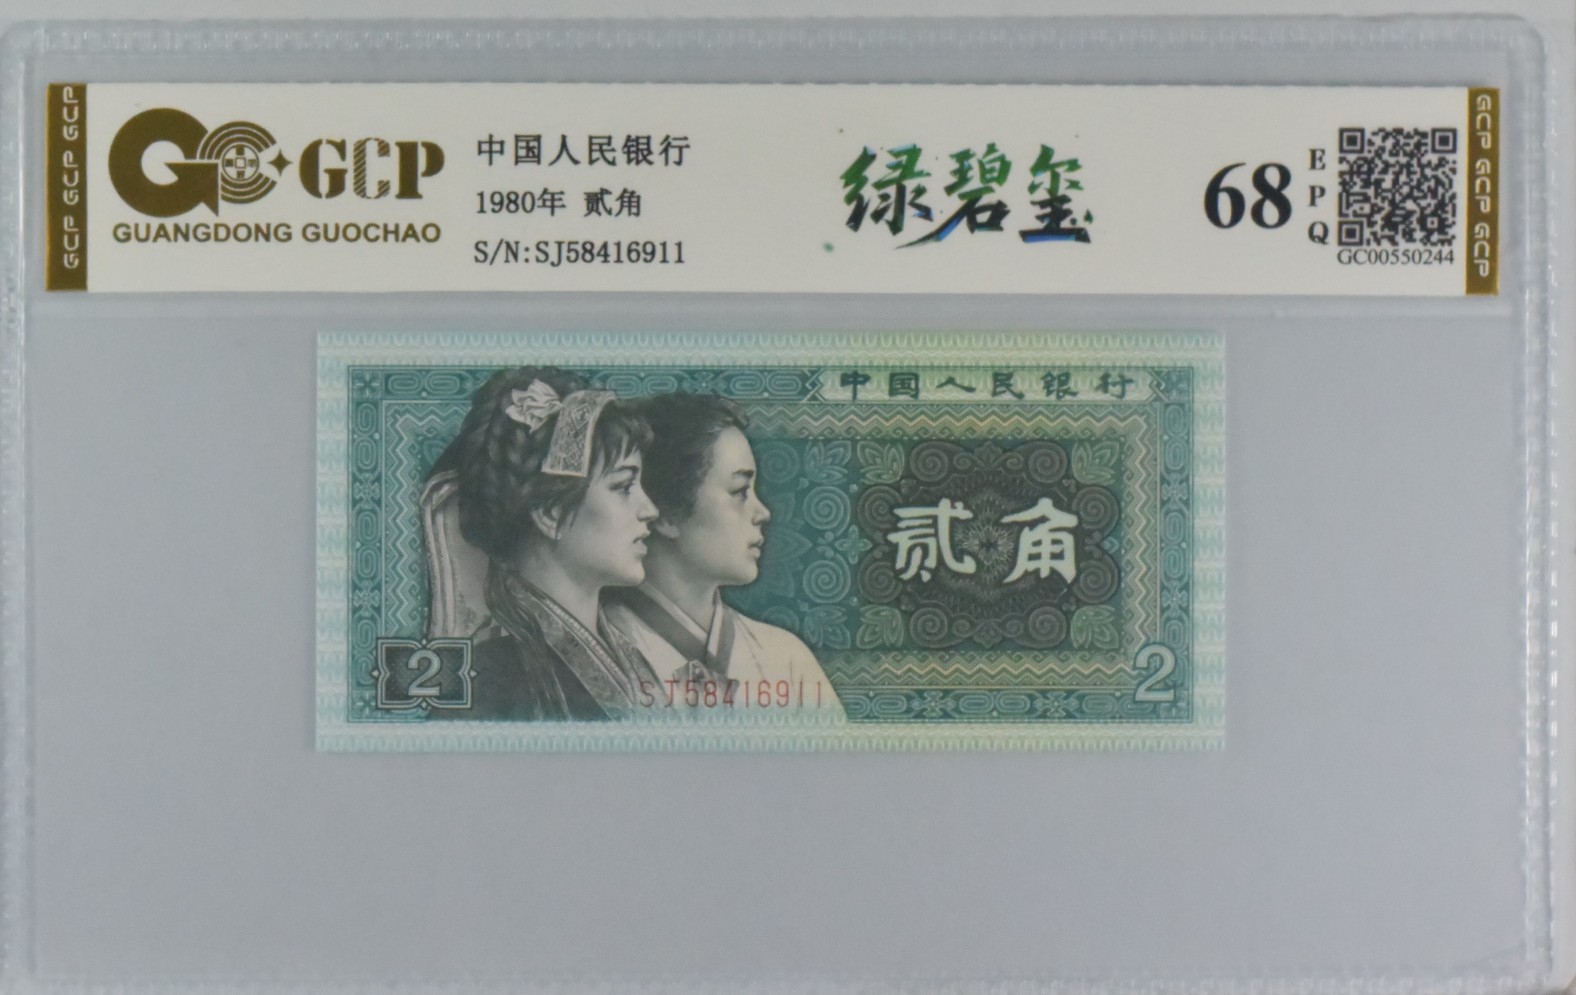 GCP GCP GCP
GCP
GUANGDONG GUOCHAO
中国人民银行
1980年 贰角
S/N:SJ58416911
绿碧玺
68
EPQ
GC00550244
GCP GCP GCP
中国人民银行
贰角
2
SJ58416911
2